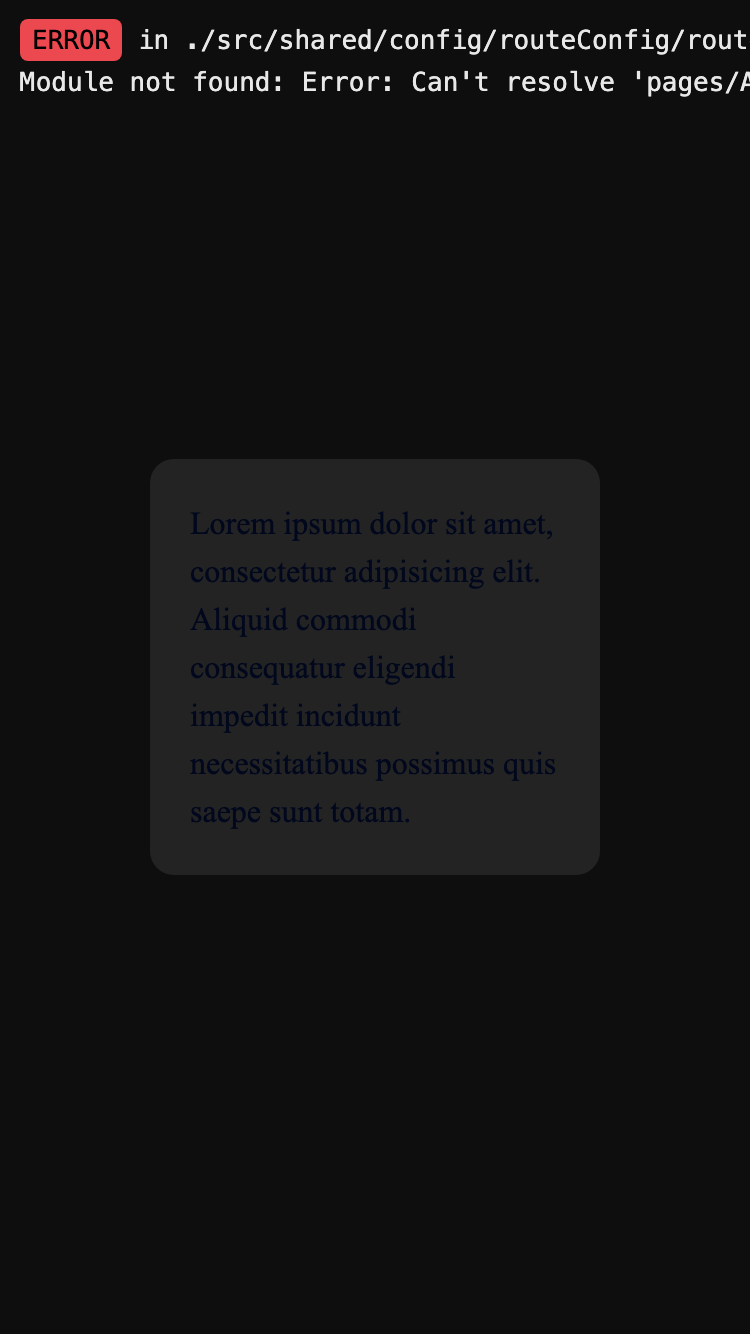 ERROR in ./src/shared/config/routeConfig/rout
Module not found: Error: Can't resolve 'pages/A
Lorem ipsum dolor sit amet,
consectetur adipisicing elit.
Aliquid commodi
consequatur eligendi
impedit incidunt
necessitatibus possimus quis
saepe sunt totam.